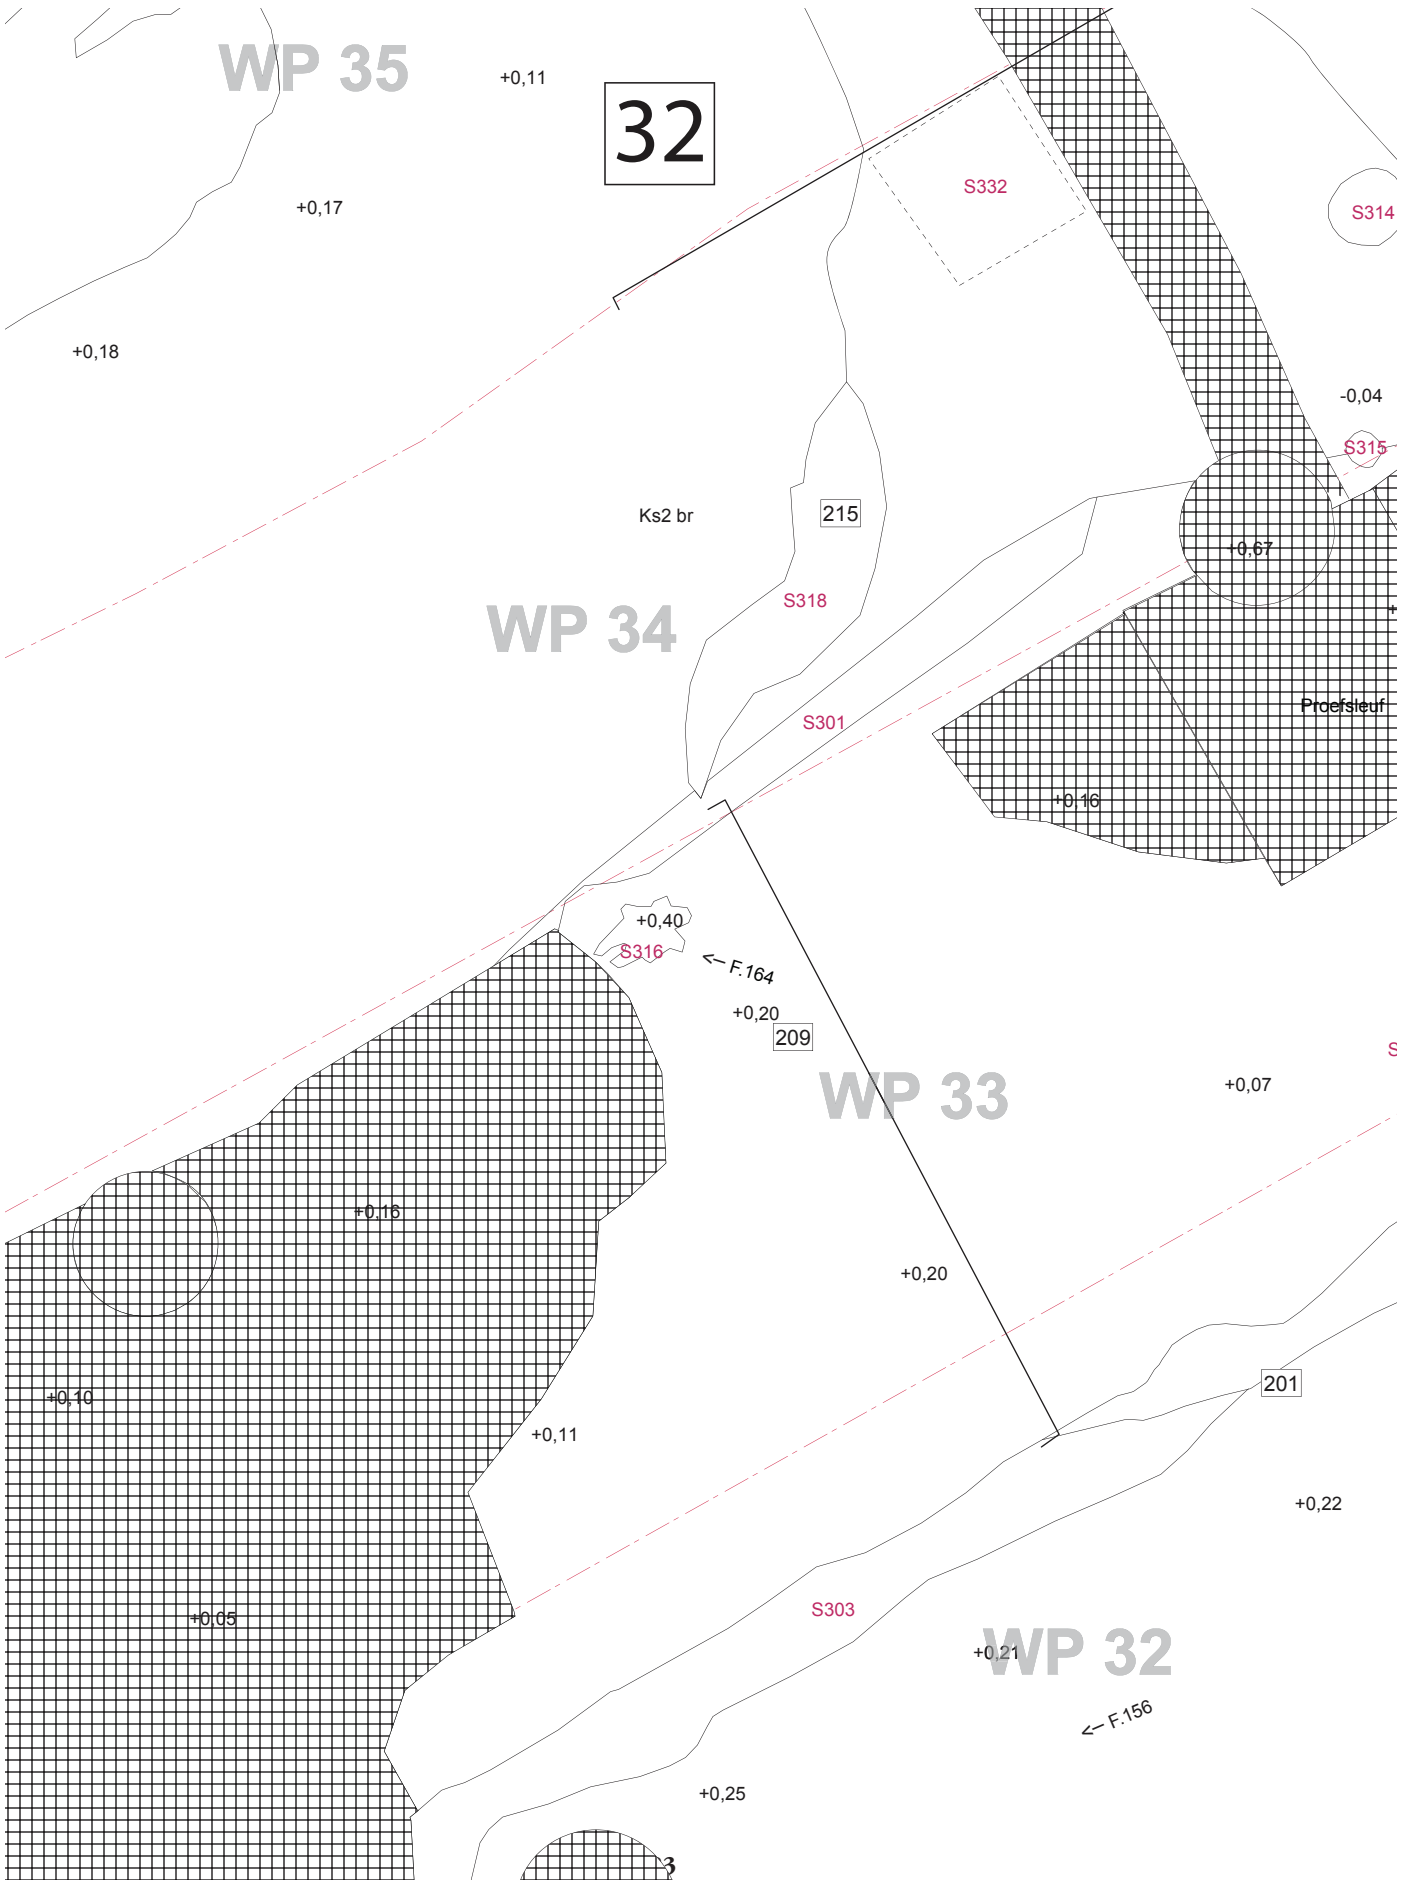 WP 35
+0,11
32
S332
+0,17
S314
+0,18
-0,04
S315
Ks2 br
215
+0,67
S318
WP 34
Proefsleuf
S301
+0,16
+0,40
S316
← F.164
+0,20
209
WP 33
+0,07
+0,16
+0,20
201
+0,10
+0,11
+0,22
S303
+0,05
WP 32
+0,21
← F.156
+0,25
3